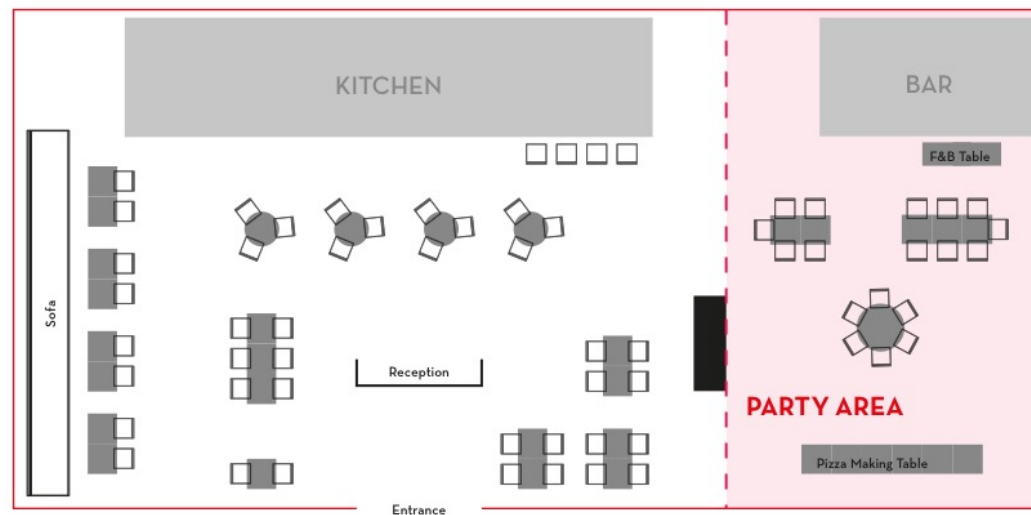 KITCHEN
BAR
F&B Table
Sofa
Reception
PARTY AREA
Pizza Making Table
Entrance